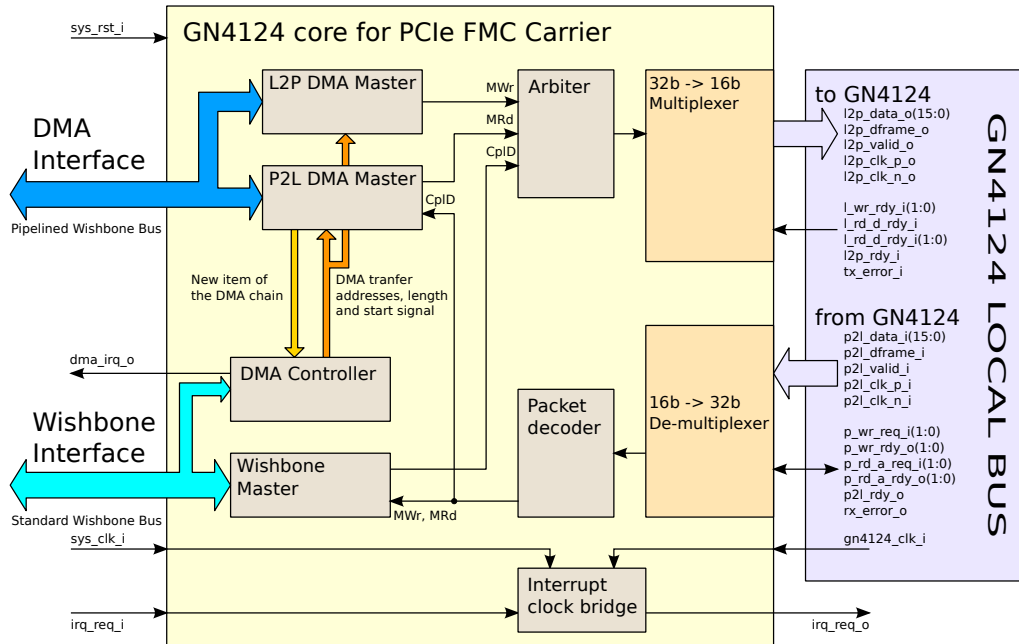 sys_rst_i
GN4124 core for PCIe FMC Carrier
L2P DMA Master
MWr
Arbiter
32b -> 16b
Multiplexer
to GN4124
l2p_data_o(15:0)
l2p_dframe_o
l2p_valid_o
l2p_clk_p_o
l2p_clk_n_o
DMA
Interface
MRd
CplD
P2L DMA Master
CplD
Pipelined Wishbone Bus
l_wr_rdy_i(1:0)
l_rd_d_rdy_i
l_rd_d_rdy_i(1:0)
l2p_rdy_i
tx_error_i
New item of
the DMA chain
DMA tranfer
addresses, length
and start signal
from GN4124
p2l_data_i(15:0)
p2l_dframe_i
p2l_valid_i
p2l_clk_p_i
p2l_clk_n_i
GN4124 LOCAL BUS
dma_irq_o
DMA Controller
Packet
decoder
16b -> 32b
De-multiplexer
Wishbone
Interface
p_wr_req_i(1:0)
p_wr_rdy_o(1:0)
p_rd_a_req_i(1:0)
p_rd_a_rdy_o(1:0)
p2l_rdy_o
rx_error_o
Wishbone
Master
MWr, MRd
Standard Wishbone Bus
sys_clk_i
gn4124_clk_i
Interrupt
clock bridge
irq_req_i
irq_req_o